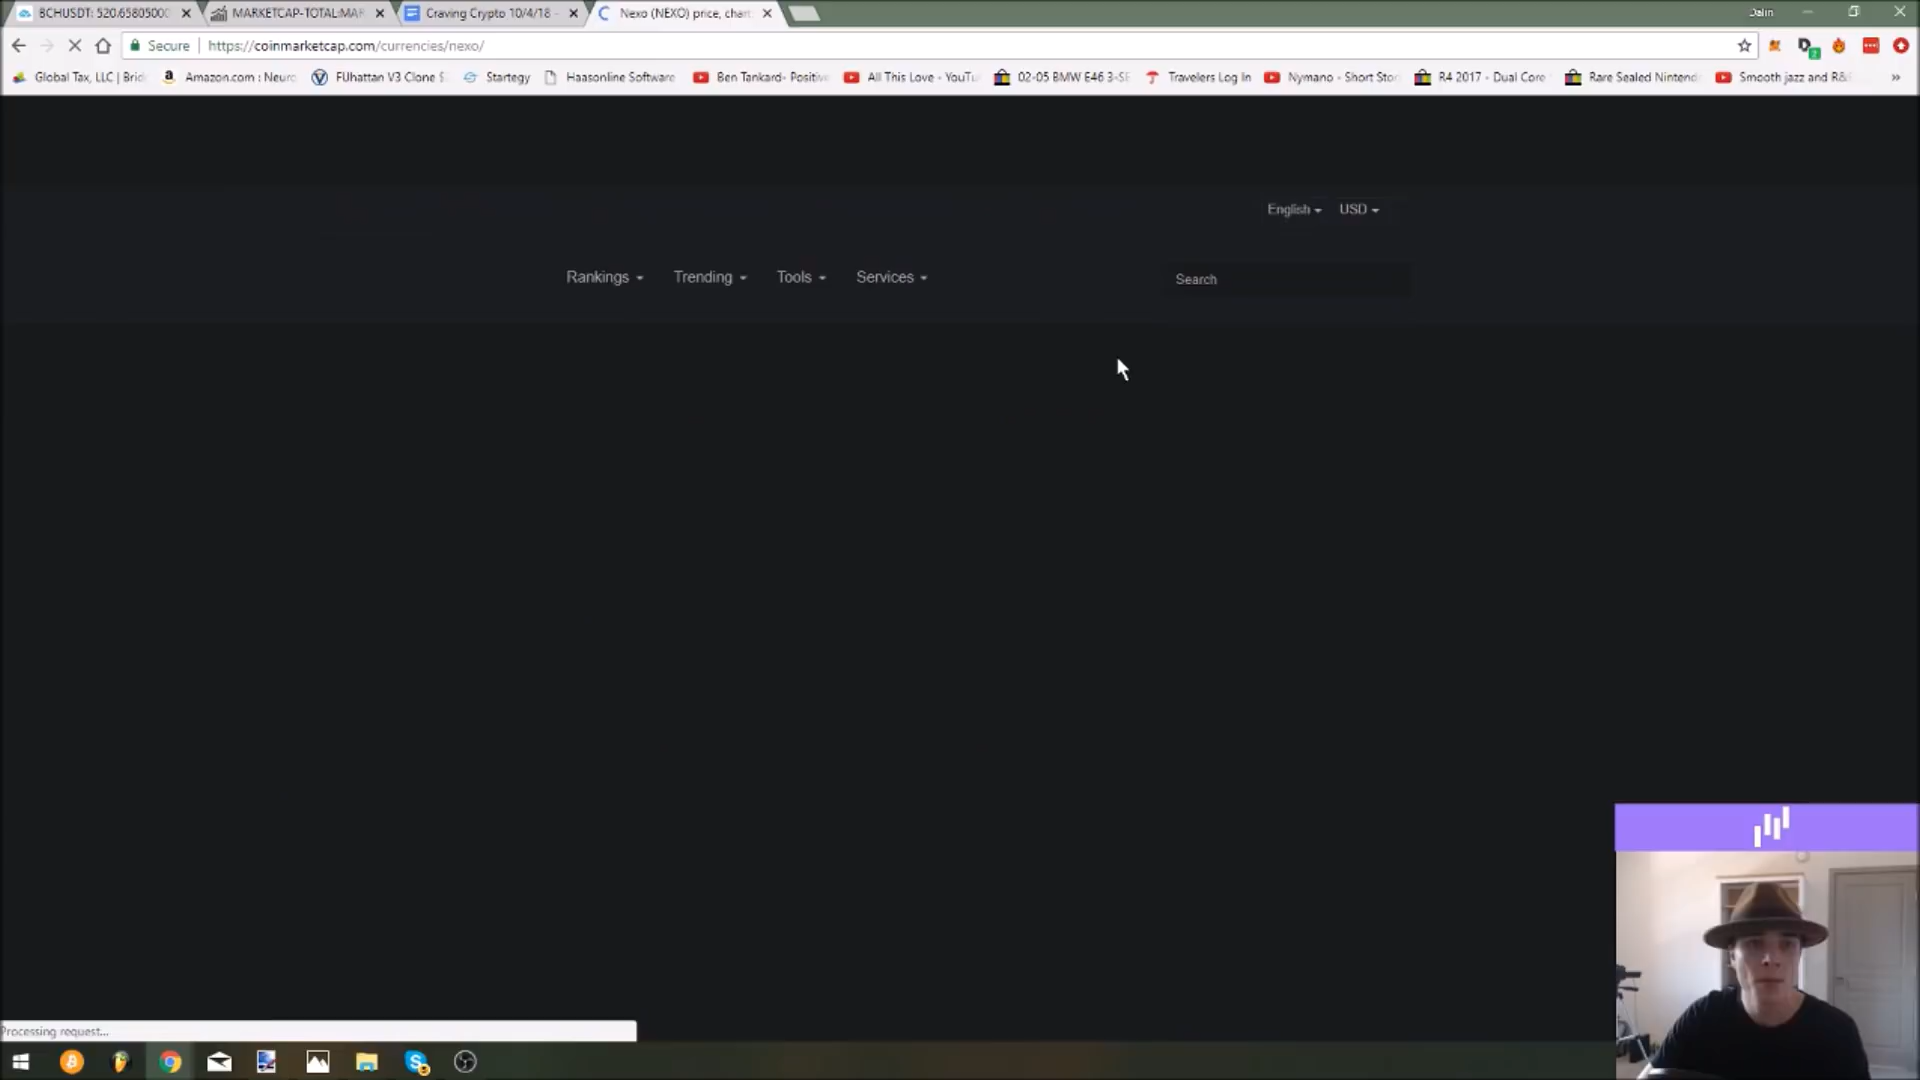 BCHUSDT: 520.65805000
MARKETCAP-TOTAL:MAR
Craving Crypto 10/4/18 -
Nexo (NEXO) price, chart
Dalin
Secure
https://coinmarketcap.com/currencies/nexo/
Global Tax, LLC | Brid
Amazon.com : Neuro
FUhattan V3 Clone $
Startegy
Haasonline Software
Ben Tankard- Positiv
All This Love - YouTu
02-05 BMW E46 3-SE
Travelers Log In
Nymano - Short Stor
R4 2017 - Dual Core
Rare Sealed Nintend
Smooth jazz and R&
English
USD
Rankings
Trending
Tools
Services
Search
Processing request...